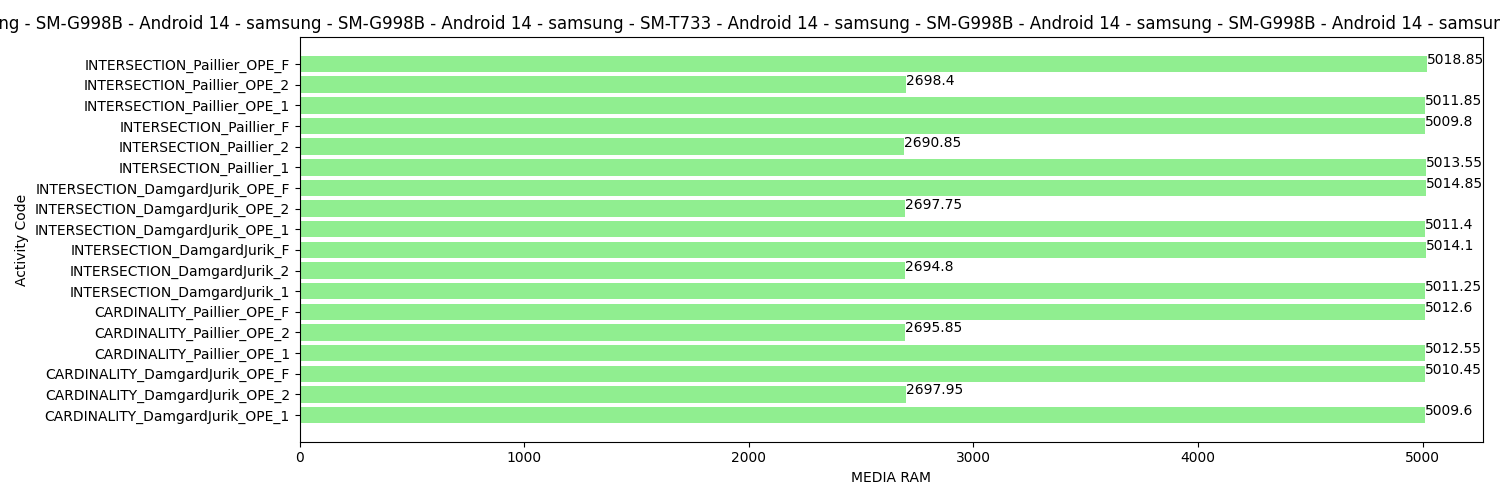 ng - SM-G998B - Android 14 - samsung - SM-G998B - Android 14 - samsung - SM-T733 - Android 14 - samsung - SM-G998B - Android 14 - samsung - SM-G998B - Android 14 - samsun
INTERSECTION_Paillier_OPE_F 5018.85
INTERSECTION_Paillier_OPE_2 2698.4
INTERSECTION_Paillier_OPE_1 5011.85
INTERSECTION_Paillier_F 5009.8
INTERSECTION_Paillier_2 2690.85
INTERSECTION_Paillier_1 5013.55
INTERSECTION_DamgardJurik_OPE_F 5014.85
INTERSECTION_DamgardJurik_OPE_2 2697.75
INTERSECTION_DamgardJurik_OPE_1 5011.4
INTERSECTION_DamgardJurik_F 5014.1
INTERSECTION_DamgardJurik_2 2694.8
INTERSECTION_DamgardJurik_1 5011.25
CARDINALITY_Paillier_OPE_F 5012.6
CARDINALITY_Paillier_OPE_2 2695.85
CARDINALITY_Paillier_OPE_1 5012.55
CARDINALITY_DamgardJurik_OPE_F 5010.45
CARDINALITY_DamgardJurik_OPE_2 2697.95
CARDINALITY_DamgardJurik_OPE_1 5009.6
Activity Code
0 1000 2000 3000 4000 5000
MEDIA RAM